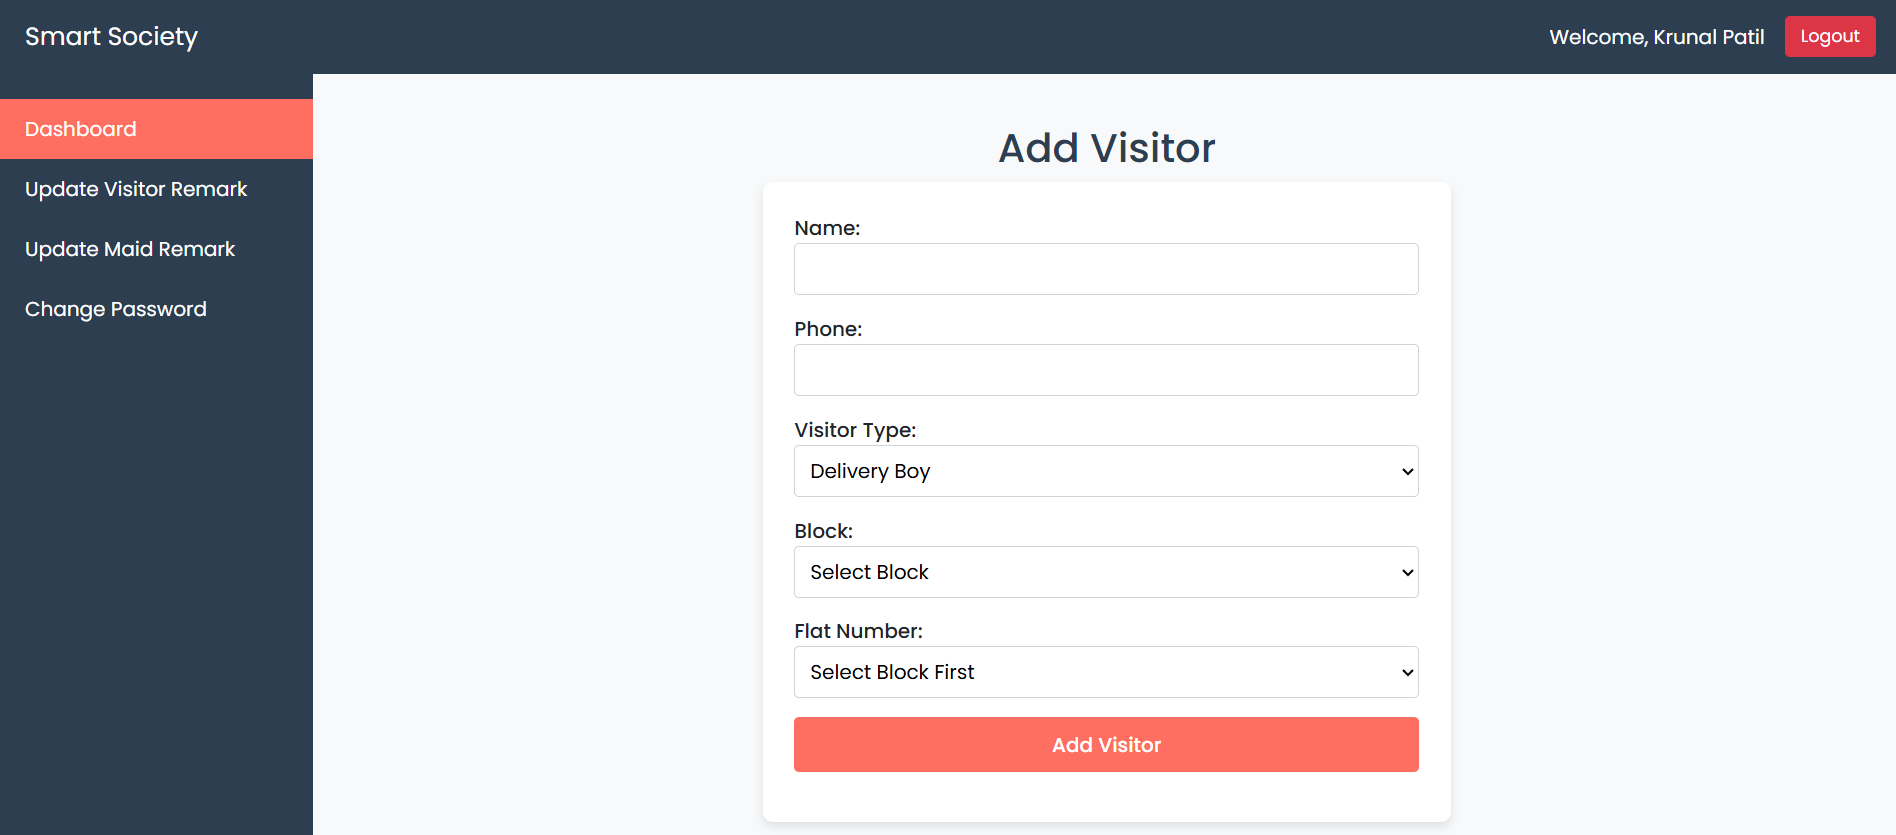 Smart Society
Welcome, Krunal Patil
Logout
Dashboard
Update Visitor Remark
Update Maid Remark
Change Password
Add Visitor
Name:
Phone:
Visitor Type:
Delivery Boy
Block:
Select Block
Flat Number:
Select Block First
Add Visitor